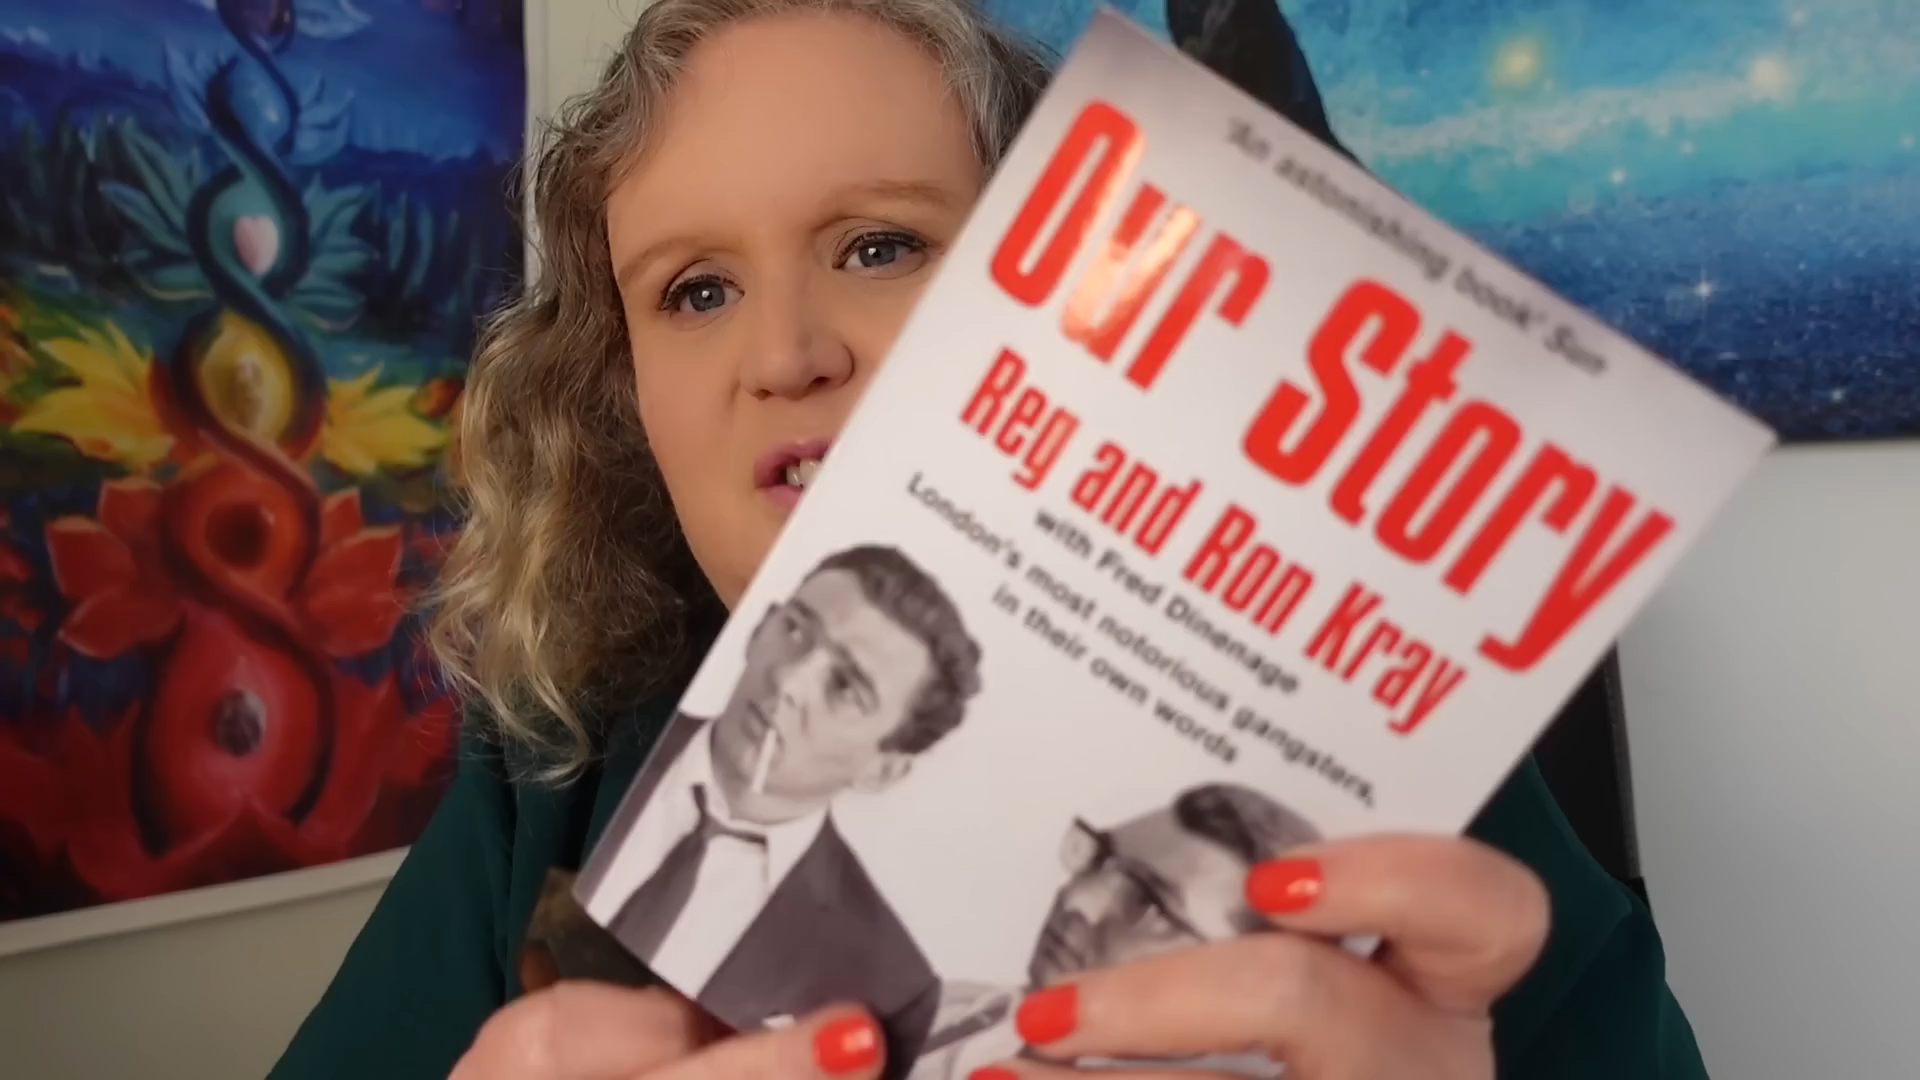 'An astonishing book' Sun
Our Story
Reg and Ron Kray
with Fred Dinenage
London's most notorious gangsters,
in their own words